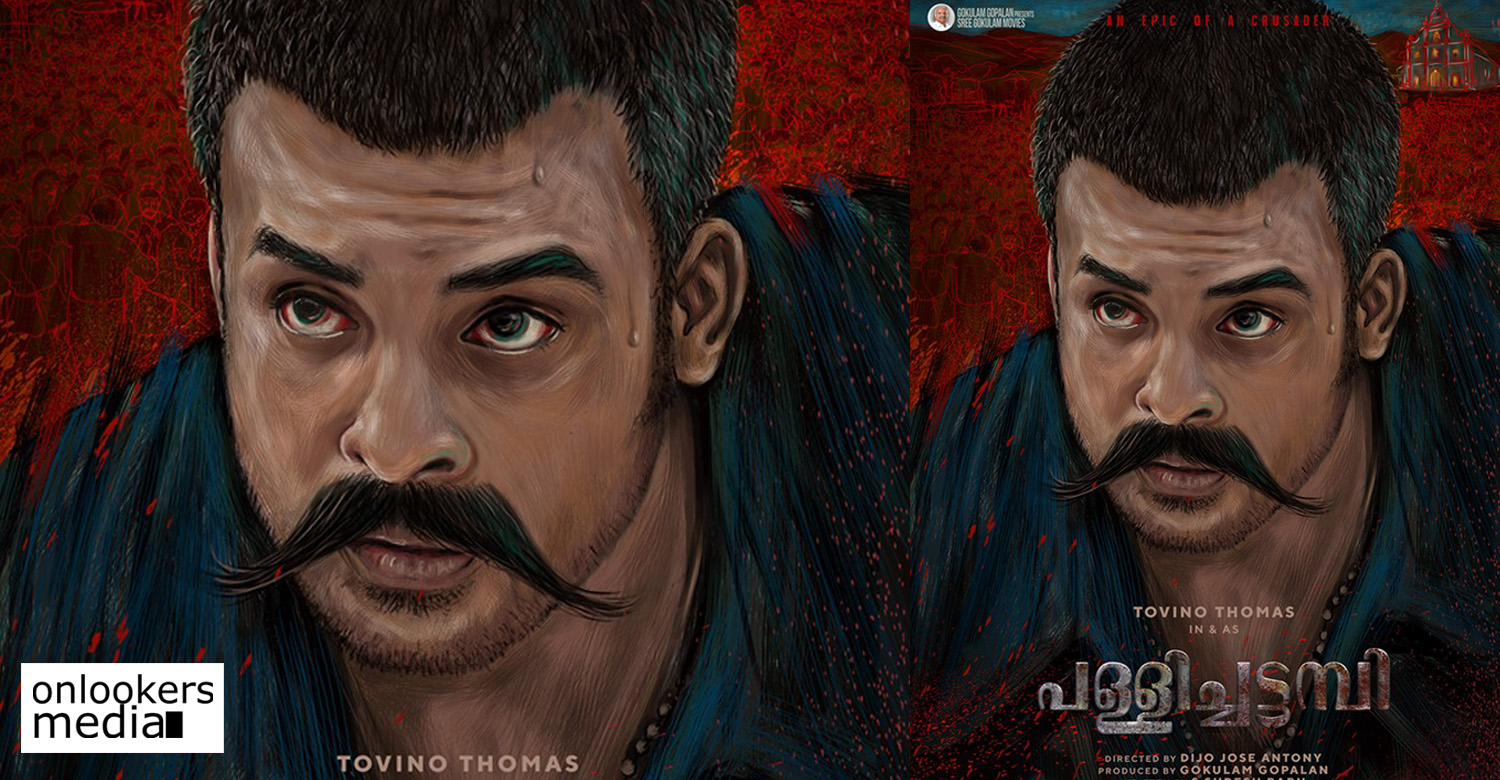 onlookers
media
TOVINO THOMAS
GOKULAM GOPALAN PRESENTS
SREE GOKULAM MOVIES
AN EPIC OF A CRUSADER
TOVINO THOMAS
IN & AS
പള്ളിച്ചട്ടമ്പി
DIRECTED BY DIJO JOSE ANTONY
PRODUCED BY GOKULAM GOPALAN